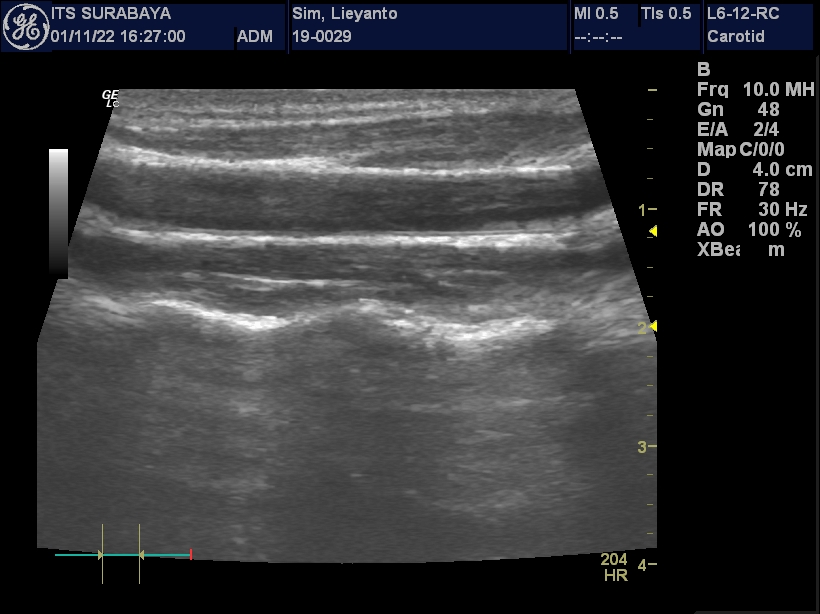 ITS SURABAYA
01/11/22 16:27:00 ADM
Sim, Lieyanto
19-0029
MI 0.5 TIs 0.5
--:--:--
L6-12-RC
Carotid
GE
B
Frq 10.0 MH
Gn 48
E/A 2/4
Map C/0/0
D 4.0 cm
DR 78
FR 30 Hz
AO 100 %
m
1
2
3
4
204
HR